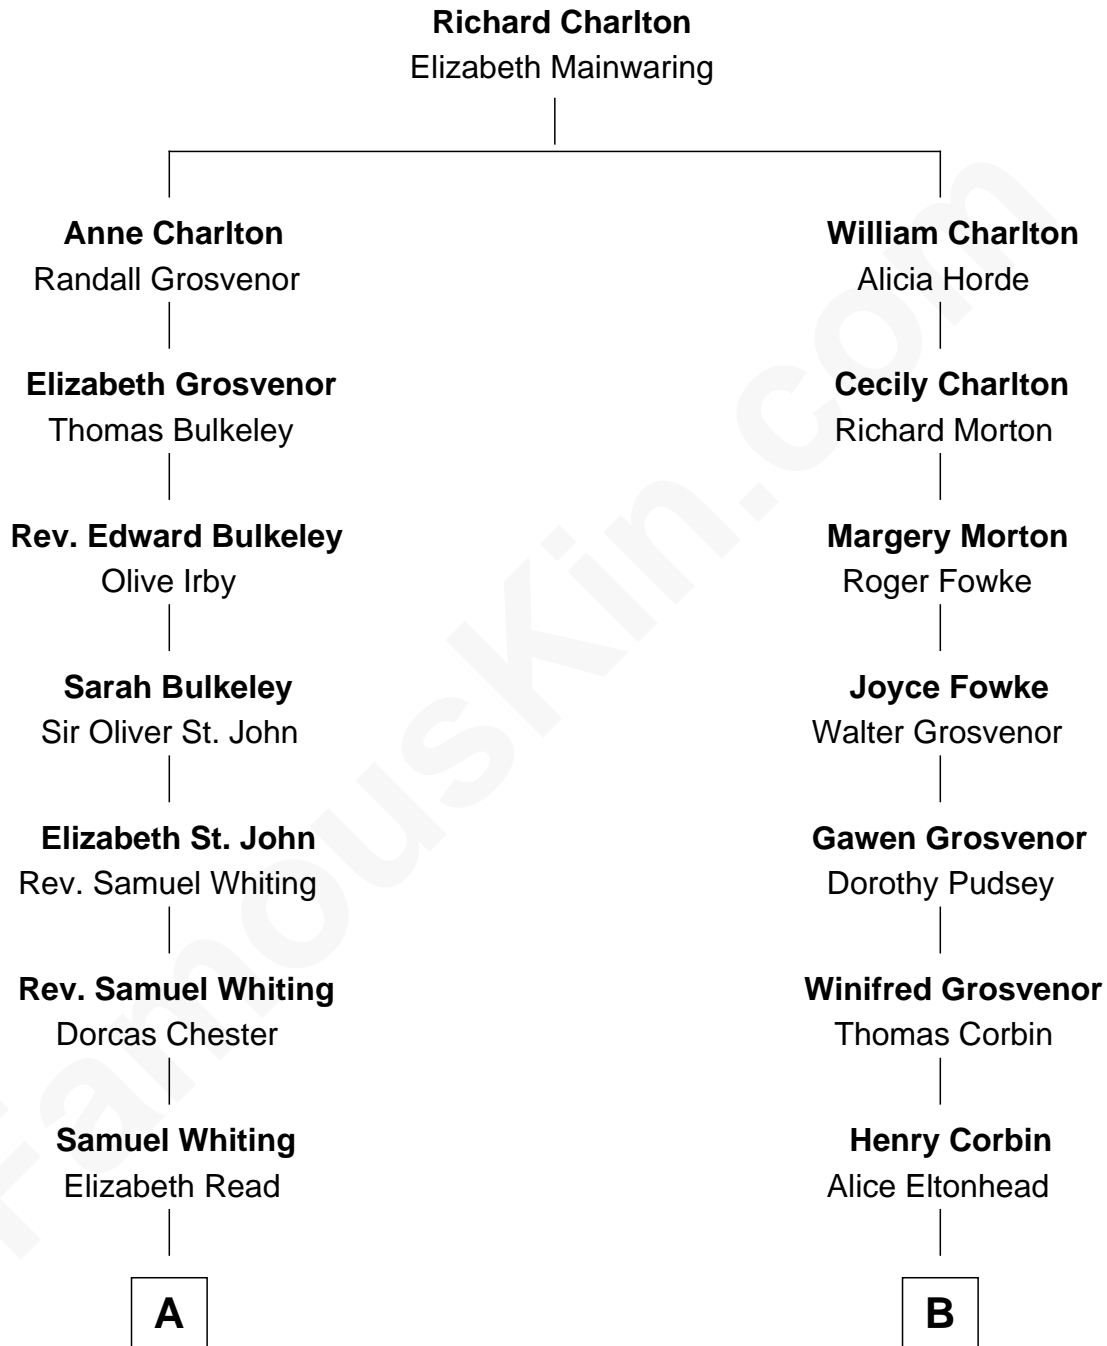 Richard Charlton
Elizabeth Mainwaring
Anne Charlton
Randall Grosvenor
Elizabeth Grosvenor
Thomas Bulkeley
Rev. Edward Bulkeley
Olive Irby
Sarah Bulkeley
Sir Oliver St. John
Elizabeth St. John
Rev. Samuel Whiting
Rev. Samuel Whiting
Dorcas Chester
Samuel Whiting
Elizabeth Read
A
William Charlton
Alicia Horde
Cecily Charlton
Richard Morton
Margery Morton
Roger Fowke
Joyce Fowke
Walter Grosvenor
Gawen Grosvenor
Dorothy Pudsey
Winifred Grosvenor
Thomas Corbin
Henry Corbin
Alice Eltonhead
B
FamousKin.com